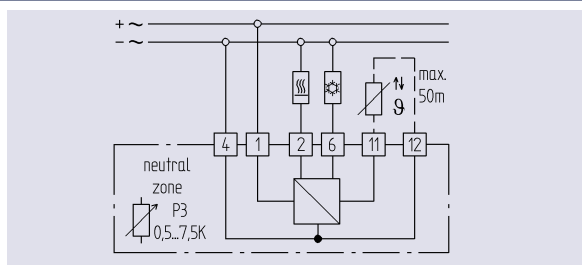 + ~
− ~
max.
50m
ϑ
4 1 2 6 11 12
neutral
zone
P3
0,5...7,5K